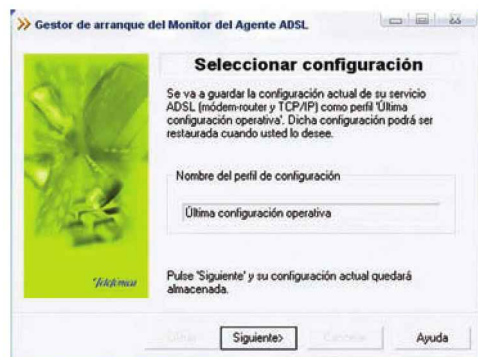 Gestor de arranque del Monitor del Agente ADSL
Seleccionar configuración
Se va a guardar la configuración actual de su servicio
ADSL (módem-router y TCP/IP) como perfil 'Última
configuración operativa'. Dicha configuración podrá ser
restaurada cuando usted lo desee.
Nombre del perfil de configuración
Última configuración operativa
Telefónica
Pulse 'Siguiente' y su configuración actual quedará
almacenada.
Siguiente>
Cancelar
Ayuda